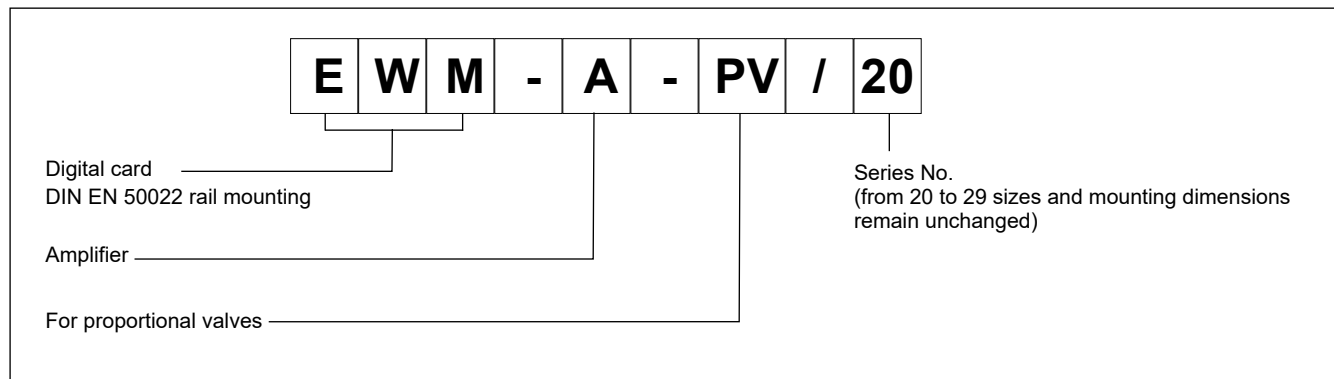 EWM-A-PV/20
Digital card
DIN EN 50022 rail mounting
Series No.
(from 20 to 29 sizes and mounting dimensions
remain unchanged)
Amplifier
For proportional valves